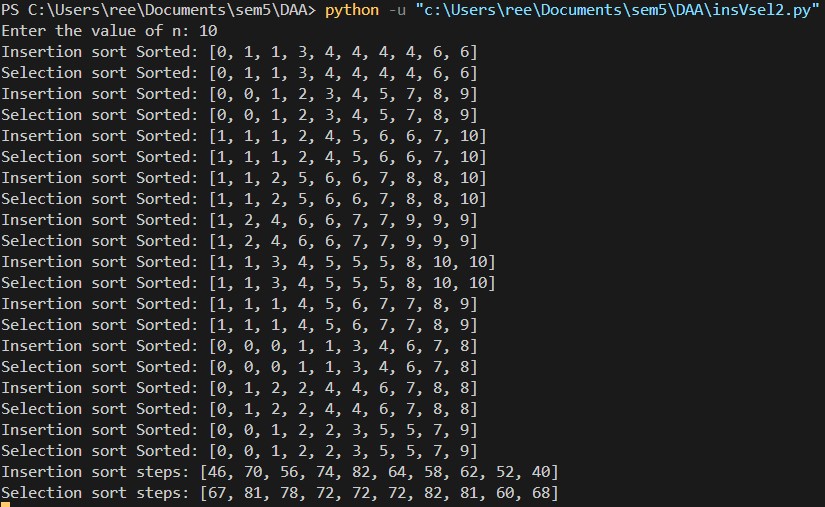 PS C:\Users\ree\Documents\sem5\DAA> python -u "c:\Users\ree\Documents\sem5\DAA\insVsel2.py"
Enter the value of n: 10
Insertion sort Sorted: [0, 1, 1, 3, 4, 4, 4, 4, 6, 6]
Selection sort Sorted: [0, 1, 1, 3, 4, 4, 4, 4, 6, 6]
Insertion sort Sorted: [0, 0, 1, 2, 3, 4, 5, 7, 8, 9]
Selection sort Sorted: [0, 0, 1, 2, 3, 4, 5, 7, 8, 9]
Insertion sort Sorted: [1, 1, 1, 2, 4, 5, 6, 6, 7, 10]
Selection sort Sorted: [1, 1, 1, 2, 4, 5, 6, 6, 7, 10]
Insertion sort Sorted: [1, 1, 2, 5, 6, 6, 7, 8, 8, 10]
Selection sort Sorted: [1, 1, 2, 5, 6, 6, 7, 8, 8, 10]
Insertion sort Sorted: [1, 2, 4, 6, 6, 7, 7, 9, 9, 9]
Selection sort Sorted: [1, 2, 4, 6, 6, 7, 7, 9, 9, 9]
Insertion sort Sorted: [1, 1, 3, 4, 5, 5, 5, 8, 10, 10]
Selection sort Sorted: [1, 1, 3, 4, 5, 5, 5, 8, 10, 10]
Insertion sort Sorted: [1, 1, 1, 4, 5, 6, 7, 7, 8, 9]
Selection sort Sorted: [1, 1, 1, 4, 5, 6, 7, 7, 8, 9]
Insertion sort Sorted: [0, 0, 0, 1, 1, 3, 4, 6, 7, 8]
Selection sort Sorted: [0, 0, 0, 1, 1, 3, 4, 6, 7, 8]
Insertion sort Sorted: [0, 1, 2, 2, 4, 4, 6, 7, 8, 8]
Selection sort Sorted: [0, 1, 2, 2, 4, 4, 6, 7, 8, 8]
Insertion sort Sorted: [0, 0, 1, 2, 2, 3, 5, 5, 7, 9]
Selection sort Sorted: [0, 0, 1, 2, 2, 3, 5, 5, 7, 9]
Insertion sort steps: [46, 70, 56, 74, 82, 64, 58, 62, 52, 40]
Selection sort steps: [67, 81, 78, 72, 72, 72, 82, 81, 60, 68]